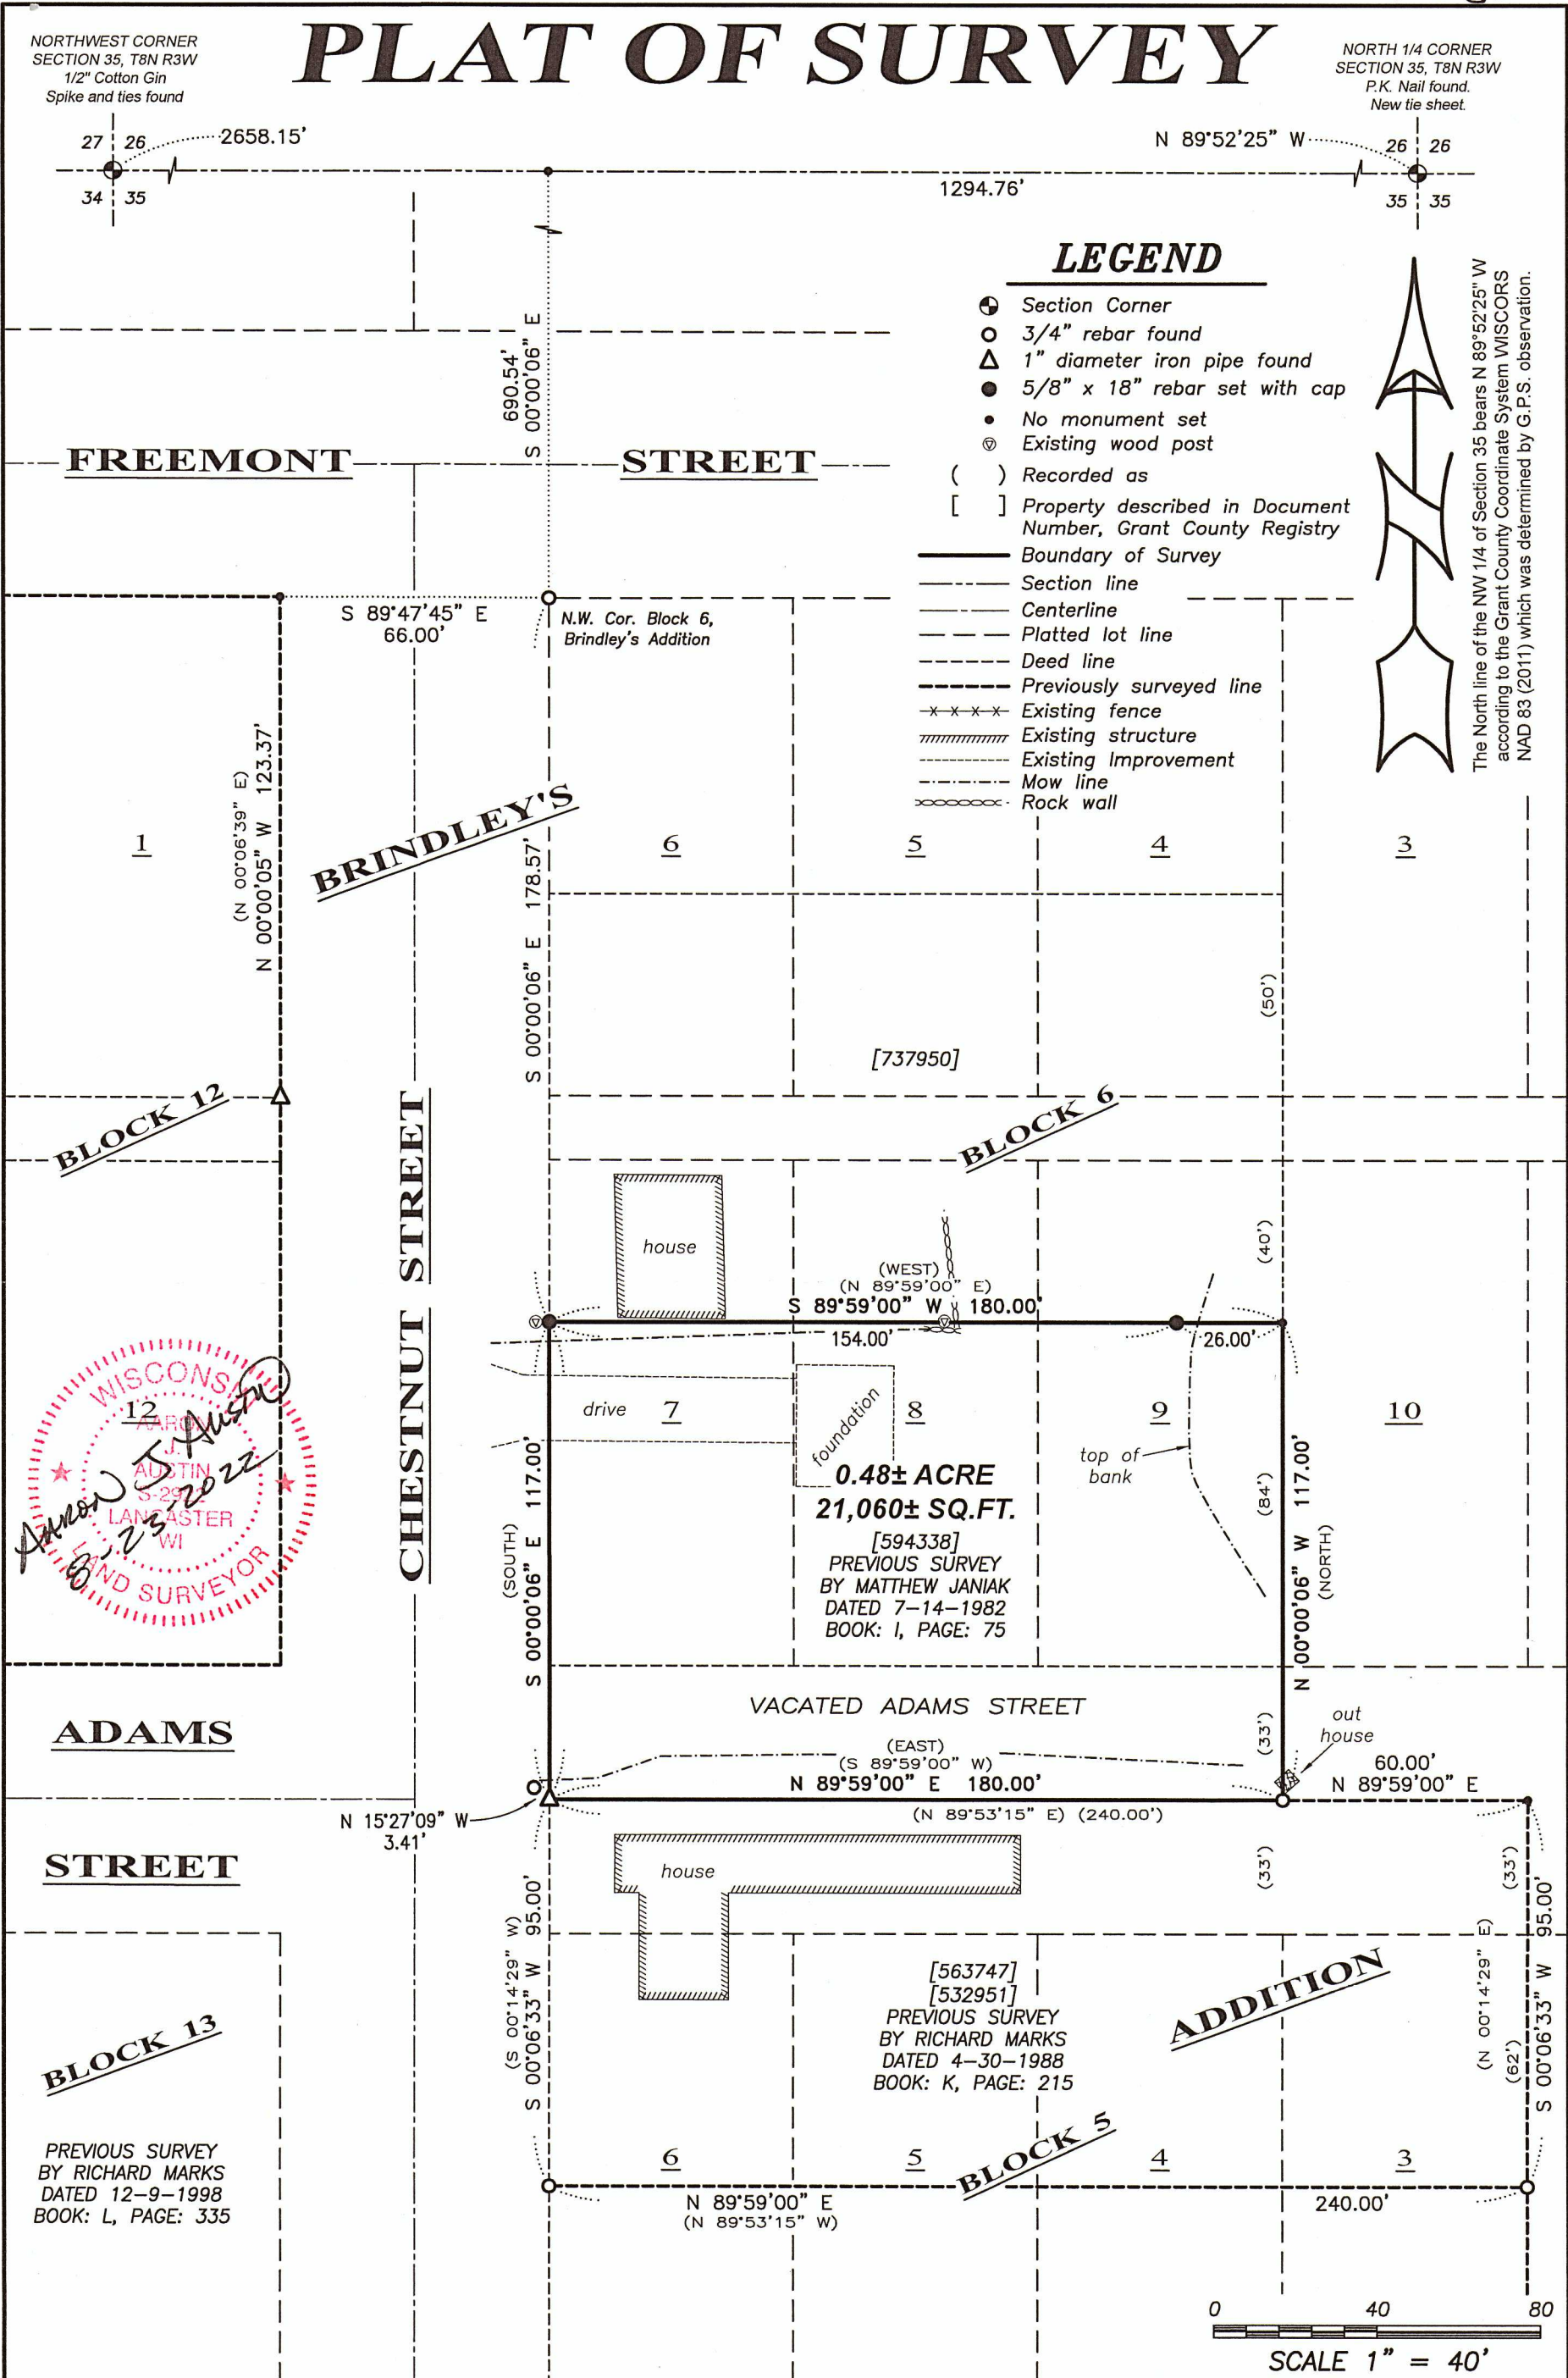 PLAT OF SURVEY
NORTHWEST CORNER
SECTION 35, T8N R3W
1/2" Cotton Gin
Spike and ties found
NORTH 1/4 CORNER
SECTION 35, T8N R3W
P.K. Nail found.
New tie sheet.
27 26
34 35
2658.15'
N 89°52'25" W
26 26
35 35
1294.76'
690.54'
S 00°00'06" E
LEGEND
Section Corner
3/4" rebar found
1" diameter iron pipe found
5/8" x 18" rebar set with cap
No monument set
Existing wood post
( ) Recorded as
[ ] Property described in Document
Number, Grant County Registry
Boundary of Survey
Section line
Centerline
Platted lot line
Deed line
Previously surveyed line
Existing fence
Existing structure
Existing Improvement
Mow line
Rock wall
N
The North line of the NW 1/4 of Section 35 bears N 89°52'25" W
according to the Grant County Coordinate System WISCORS
NAD 83 (2011) which was determined by G.P.S. observation.
FREEMONT STREET
S 89°47'45" E
66.00'
N.W. Cor. Block 6,
Brindley's Addition
(N 00°06'39" E)
N 00°00'05" W 123.37'
BRINDLEY'S
1
6
5
4
3
S 00°00'06" E 178.57'
(50')
[737950]
BLOCK 12
BLOCK 6
CHESTNUT STREET
house
(40')
(WEST)
(N 89°59'00" E)
S 89°59'00" W 180.00'
154.00'
26.00'
drive
7
foundation
8
9
10
top of
bank
0.48± ACRE
21,060± SQ.FT.
[594338]
PREVIOUS SURVEY
BY MATTHEW JANIAK
DATED 7-14-1982
BOOK: I, PAGE: 75
(SOUTH)
S 00°00'06" E 117.00'
(84')
N 00°00'06" W 117.00'
(NORTH)
12
WISCONSI
AARON
J.
AUSTIN
S-2922
LANCASTER
WI
LAND SURVEYOR
AARON J AUSTIN
8-23-2022
ADAMS
STREET
VACATED ADAMS STREET
(33')
out
house
(EAST)
(S 89°59'00" W)
N 89°59'00" E 180.00'
60.00'
N 89°59'00" E
(N 89°53'15" E) (240.00')
N 15°27'09" W
3.41'
house
(33')
(33')
(S 00°14'29" W)
S 00°06'33" W 95.00'
(N 00°14'29" E)
(62')
S 00°06'33" W 95.00'
[563747]
[532951]
PREVIOUS SURVEY
BY RICHARD MARKS
DATED 4-30-1988
BOOK: K, PAGE: 215
ADDITION
BLOCK 13
PREVIOUS SURVEY
BY RICHARD MARKS
DATED 12-9-1998
BOOK: L, PAGE: 335
6
5
BLOCK 5
4
3
N 89°59'00" E
(N 89°53'15" W)
240.00'
0 40 80
SCALE 1" = 40'